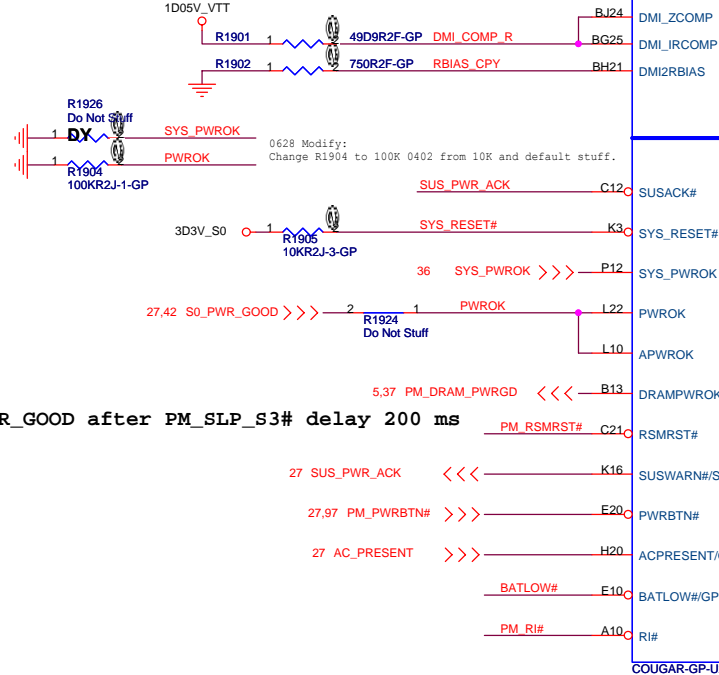 1D05V_VTT
R1901 1 2 49D9R2F-GP DMI_COMP_R
BJ24 DMI_ZCOMP
BG25 DMI_IRCOMP
R1902 1 2 750R2F-GP RBIAS_CPY
BH21 DMI2RBIAS
R1926
Do Not Stuff
1 DY SYS_PWROK
1 PWROK
R1904
100KR2J-1-GP
0628 Modify:
Change R1904 to 100K 0402 from 10K and default stuff.
SUS_PWR_ACK C12 SUSACK#
3D3V_S0 1 2 SYS_RESET# K3 SYS_RESET#
R1905
10KR2J-3-GP
36 SYS_PWROK P12 SYS_PWROK
27,42 S0_PWR_GOOD 2 1 PWROK L22 PWROK
R1924
Do Not Stuff
L10 APWROK
5,37 PM_DRAM_PWRGD B13 DRAMPWROK
R_GOOD after PM_SLP_S3# delay 200 ms
PM_RSMRST# C21 RSMRST#
27 SUS_PWR_ACK K16 SUSWARN#/S
27,97 PM_PWRBTN# E20 PWRBTN#
27 AC_PRESENT H20 ACPRESENT/
BATLOW# E10 BATLOW#/GP
PM_RI# A10 RI#
COUGAR-GP-U